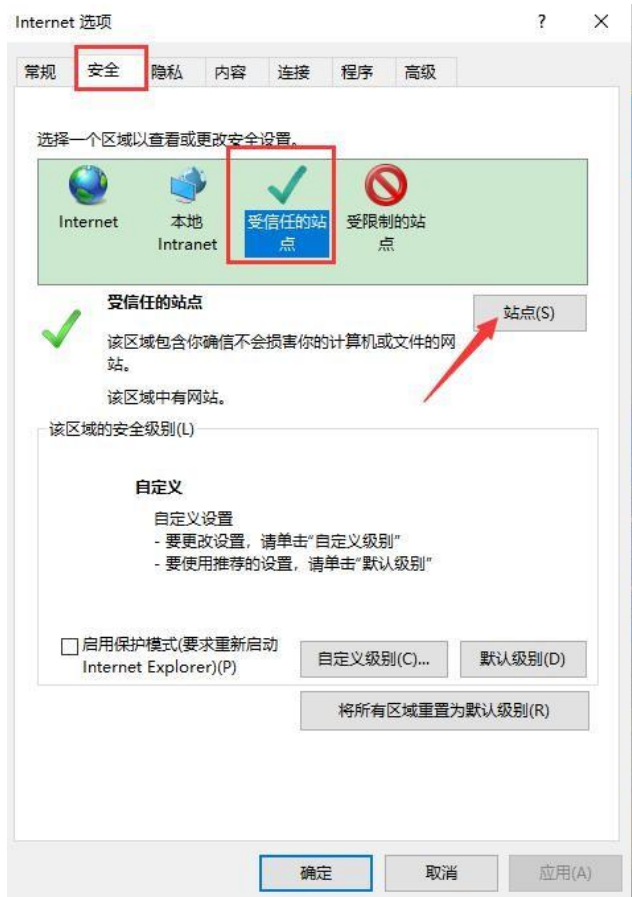 Internet 选项
常规 安全 隐私 内容 连接 程序 高级
选择一个区域以查看或更改安全设置。
Internet
本地
Intranet
受信任的站
点
受限制的站
点
受信任的站点
站点(S)
该区域包含你确信不会损害你的计算机或文件的网
站。
该区域中有网站。
该区域的安全级别(L)
自定义
自定义设置
- 要更改设置，请单击“自定义级别”
- 要使用推荐的设置，请单击“默认级别”
启用保护模式(要求重新启动
Internet Explorer)(P)
自定义级别(C)...
默认级别(D)
将所有区域重置为默认级别(R)
确定 取消 应用(A)